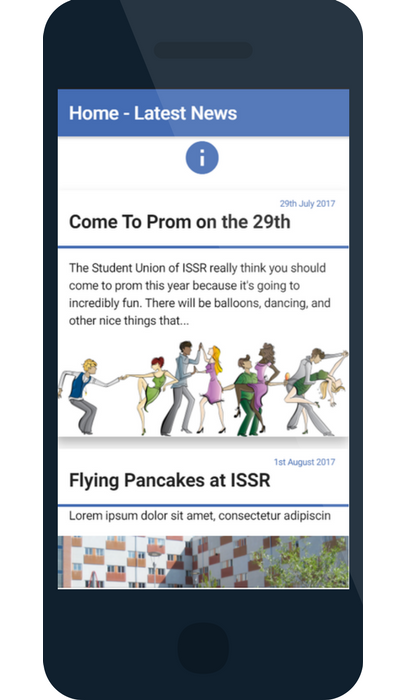 Home - Latest News
i
29th July 2017
Come To Prom on the 29th
The Student Union of ISSR really think you should
come to prom this year because it's going to
incredibly fun. There will be balloons, dancing, and
other nice things that...
1st August 2017
Flying Pancakes at ISSR
Lorem ipsum dolor sit amet, consectetur adipiscin